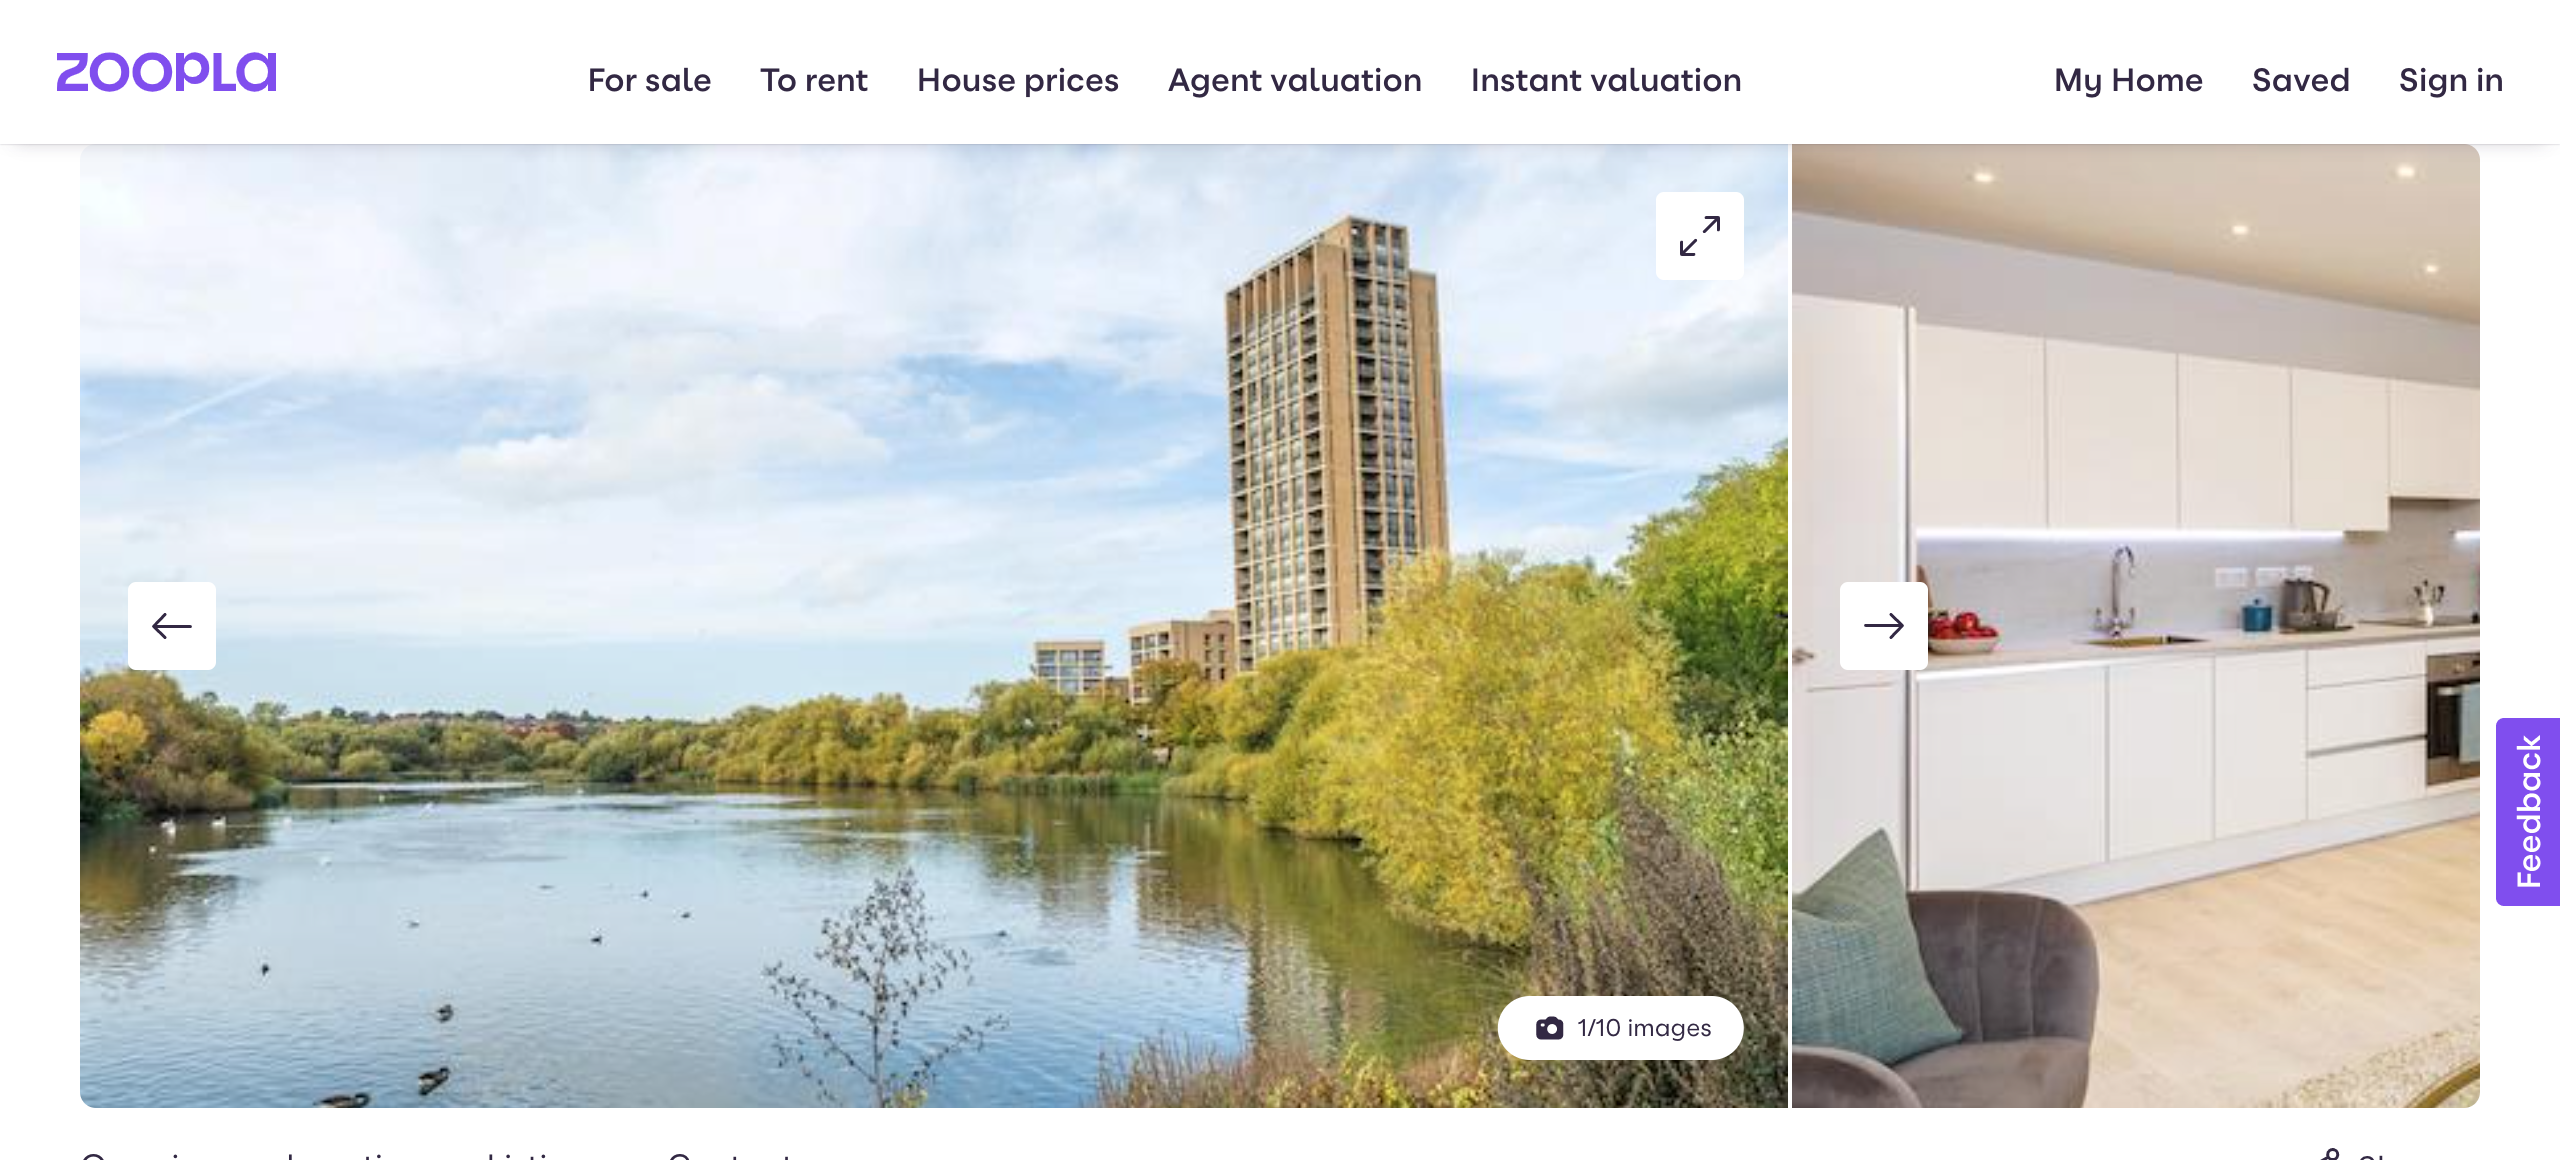 zoopla
For sale To rent House prices Agent valuation Instant valuation My Home Saved Sign in
1/10 images
Feedback